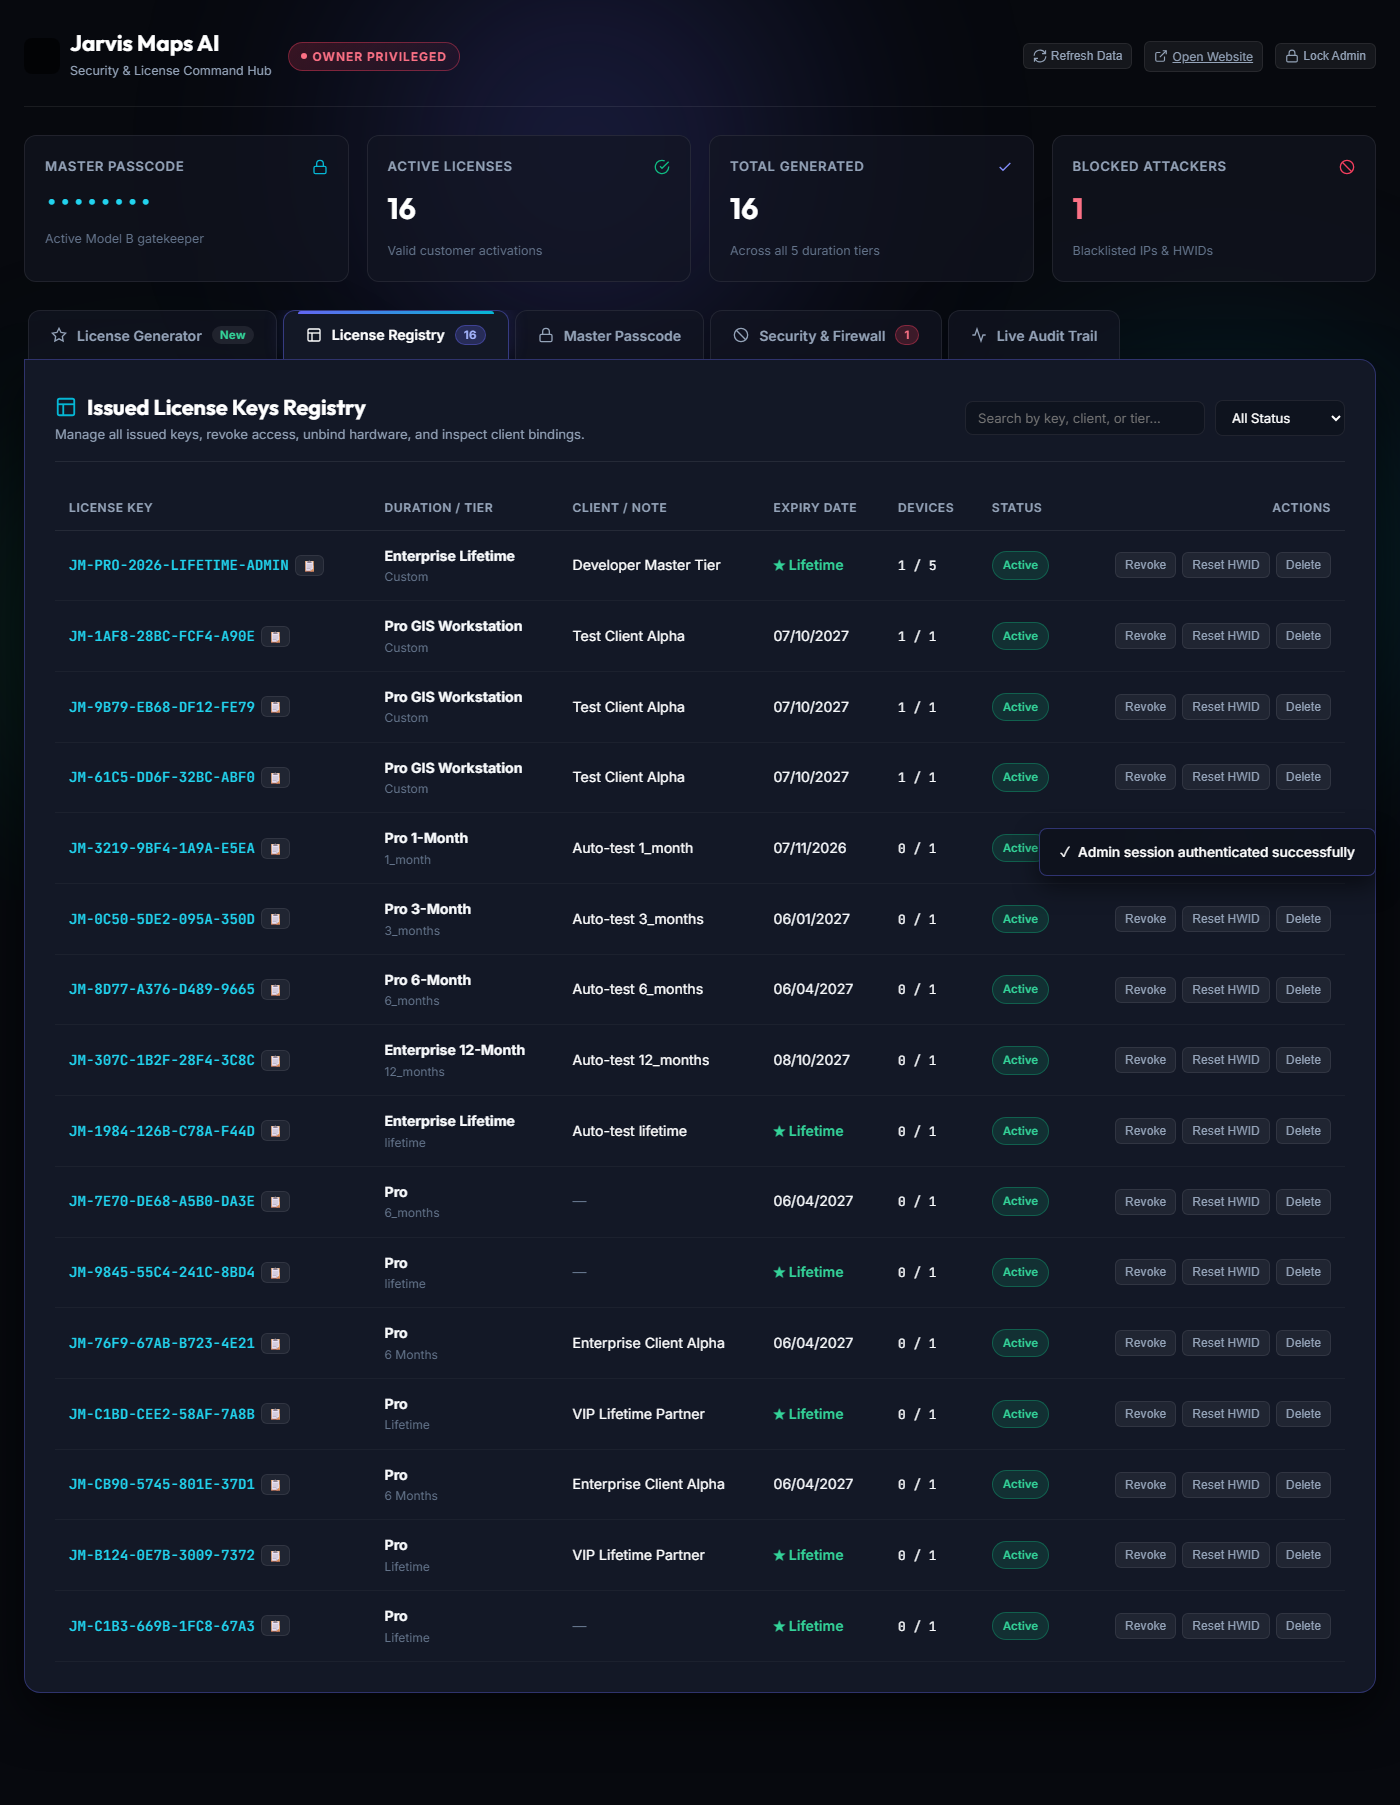 Jarvis Maps AI
Security & License Command Hub
OWNER PRIVILEGED
Refresh Data
Open Website
Lock Admin
MASTER PASSCODE
••••••••
Active Model B gatekeeper
ACTIVE LICENSES
16
Valid customer activations
TOTAL GENERATED
16
Across all 5 duration tiers
BLOCKED ATTACKERS
1
Blacklisted IPs & HWIDs
License Generator New
License Registry 16
Master Passcode
Security & Firewall 1
Live Audit Trail
Issued License Keys Registry
Manage all issued keys, revoke access, unbind hardware, and inspect client bindings.
Search by key, client, or tier...
All Status
LICENSE KEY DURATION / TIER CLIENT / NOTE EXPIRY DATE DEVICES STATUS ACTIONS
JM-PRO-2026-LIFETIME-ADMIN Enterprise Lifetime Developer Master Tier ★ Lifetime 1 / 5 Active Revoke Reset HWID Delete
Custom
JM-1AF8-28BC-FCF4-A90E Pro GIS Workstation Test Client Alpha 07/10/2027 1 / 1 Active Revoke Reset HWID Delete
Custom
JM-9B79-EB68-DF12-FE79 Pro GIS Workstation Test Client Alpha 07/10/2027 1 / 1 Active Revoke Reset HWID Delete
Custom
JM-61C5-DD6F-32BC-ABF0 Pro GIS Workstation Test Client Alpha 07/10/2027 1 / 1 Active Revoke Reset HWID Delete
Custom
JM-3219-9BF4-1A9A-E5EA Pro 1-Month Auto-test 1_month 07/11/2026 0 / 1 Active
1_month
✓ Admin session authenticated successfully
JM-0C50-5DE2-095A-350D Pro 3-Month Auto-test 3_months 06/01/2027 0 / 1 Active Revoke Reset HWID Delete
3_months
JM-8D77-A376-D489-9665 Pro 6-Month Auto-test 6_months 06/04/2027 0 / 1 Active Revoke Reset HWID Delete
6_months
JM-307C-1B2F-28F4-3C8C Enterprise 12-Month Auto-test 12_months 08/10/2027 0 / 1 Active Revoke Reset HWID Delete
12_months
JM-1984-126B-C78A-F44D Enterprise Lifetime Auto-test lifetime ★ Lifetime 0 / 1 Active Revoke Reset HWID Delete
lifetime
JM-7E70-DE68-A5B0-DA3E Pro — 06/04/2027 0 / 1 Active Revoke Reset HWID Delete
6_months
JM-9845-55C4-241C-8BD4 Pro — ★ Lifetime 0 / 1 Active Revoke Reset HWID Delete
lifetime
JM-76F9-67AB-B723-4E21 Pro Enterprise Client Alpha 06/04/2027 0 / 1 Active Revoke Reset HWID Delete
6 Months
JM-C1BD-CEE2-58AF-7A8B Pro VIP Lifetime Partner ★ Lifetime 0 / 1 Active Revoke Reset HWID Delete
Lifetime
JM-CB90-5745-801E-37D1 Pro Enterprise Client Alpha 06/04/2027 0 / 1 Active Revoke Reset HWID Delete
6 Months
JM-B124-0E7B-3009-7372 Pro VIP Lifetime Partner ★ Lifetime 0 / 1 Active Revoke Reset HWID Delete
Lifetime
JM-C1B3-669B-1FC8-67A3 Pro — ★ Lifetime 0 / 1 Active Revoke Reset HWID Delete
Lifetime